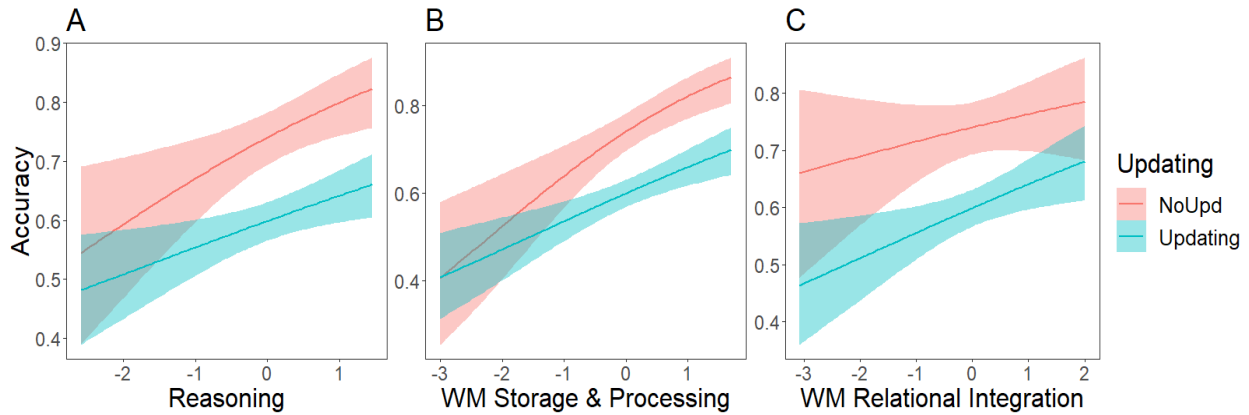 A
B
C
Accuracy
0.9
0.8
0.7
0.6
0.5
0.4
-2 -1 0 1
Reasoning
0.8
0.6
0.4
-3 -2 -1 0 1
WM Storage & Processing
0.8
0.7
0.6
0.5
0.4
-3 -2 -1 0 1 2
WM Relational Integration
Updating
NoUpd
Updating